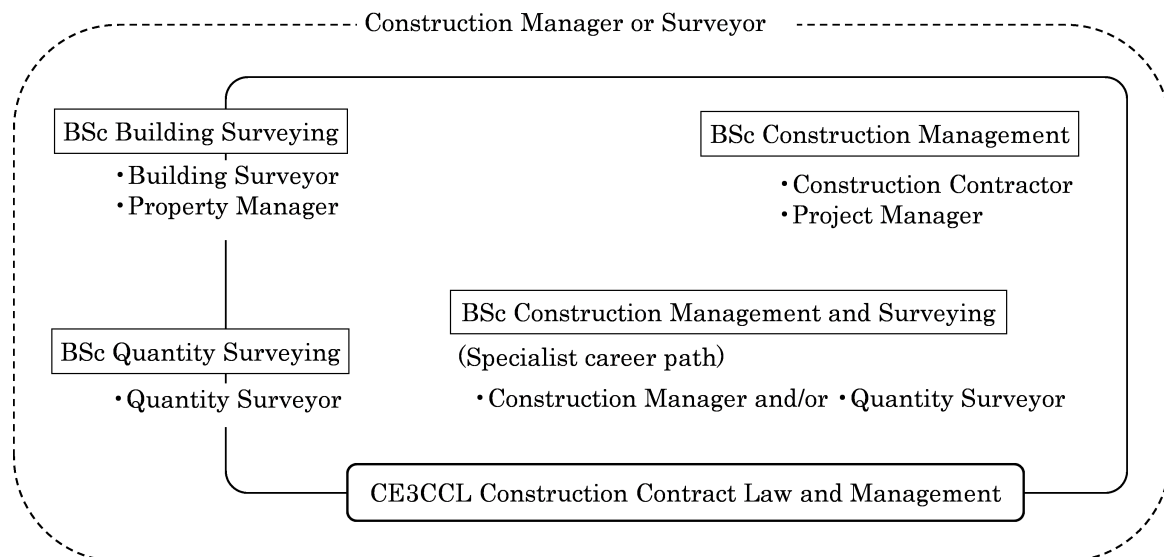 Construction Manager or Surveyor
BSc Building Surveying
・Building Surveyor
・Property Manager
BSc Construction Management
・Construction Contractor
・Project Manager
BSc Quantity Surveying
・Quantity Surveyor
BSc Construction Management and Surveying
(Specialist career path)
・Construction Manager and/or ・Quantity Surveyor
CE3CCL Construction Contract Law and Management